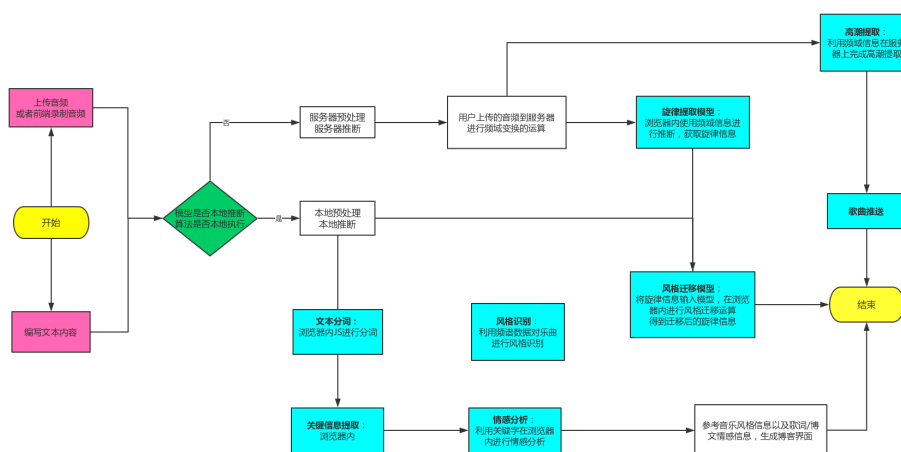 高潮提取：
利用频域信息在服务
器上完成高潮提取
上传音频
或者前端录制音频
否
服务器预处理
服务器推断
用户上传的音频到服务器
进行频域变换的运算
旋律提取模型：
浏览器内使用频域信息进
行推断，获取旋律信息
开始
模型是否本地推断
算法是否本地执行
是
本地预处理
本地推断
歌曲推送
编写文本内容
文本分词：
浏览器内JS进行分词
风格识别：
利用频谱数据对乐曲
进行风格识别
风格迁移模型：
将旋律信息输入模型，在浏览
器内进行风格迁移运算
得到迁移后的旋律信息
结束
关键信息提取：
浏览器内
情感分析：
利用关键字在浏览器
内进行情感分析
参考音乐风格信息以及歌词/博
文情感信息，生成博客界面